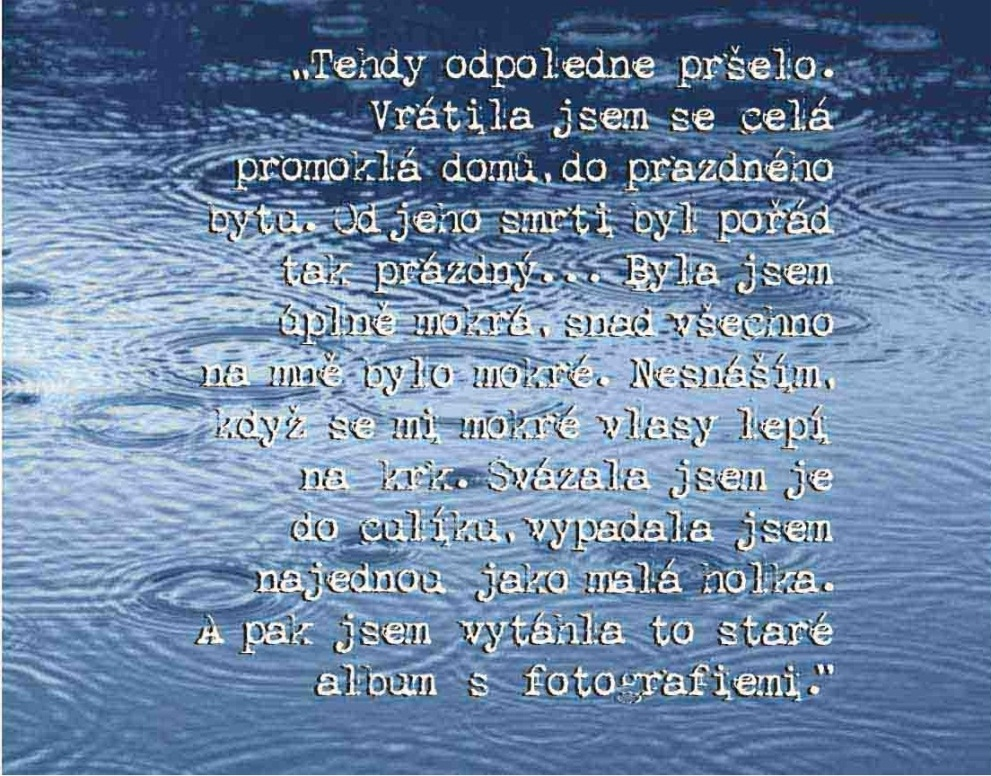 „Tehdy odpoledne pršelo.
Vrátila jsem se celá
promoklá domů, do prazdného
bytu. Od jeho smrti byl pořád
tak prázdný... Byla jsem
úplně mokrá, snad všechno
na mně bylo mokré. Nesnáším,
když se mi mokré vlasy lepí
na krk. Svázala jsem je
do culíku, vypadala jsem
najednou jako malá holka.
A pak jsem vytáhla to staré
album s fotografiemi."